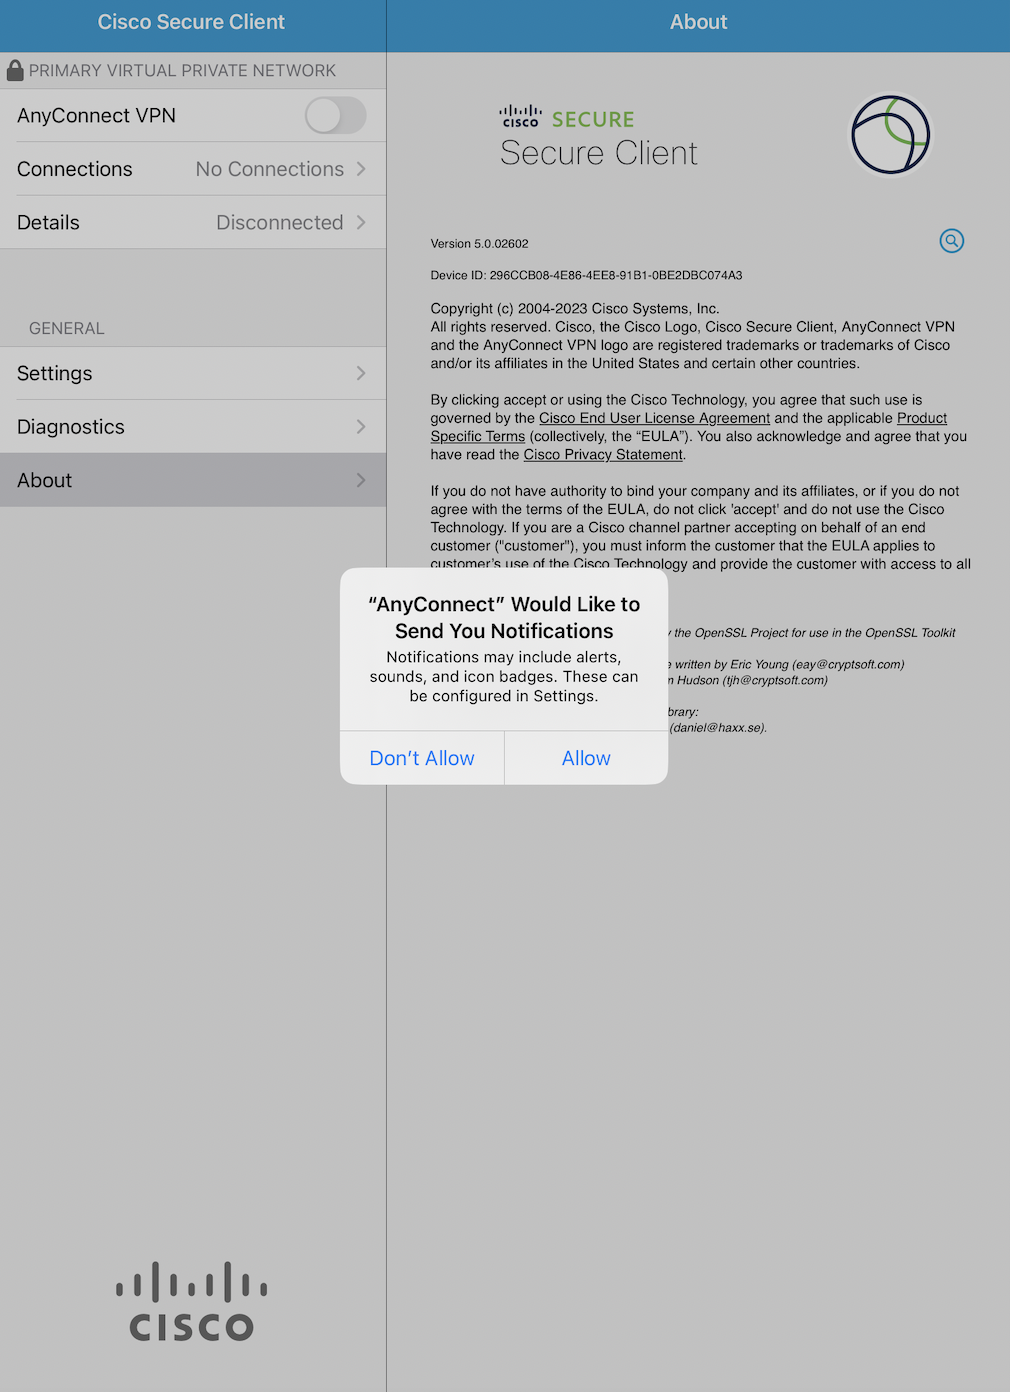 Cisco Secure Client
About
PRIMARY VIRTUAL PRIVATE NETWORK
AnyConnect VPN
Connections No Connections
Details Disconnected
GENERAL
Settings
Diagnostics
About
CISCO
CISCO SECURE
Secure Client
Version 5.0.02602
Device ID: 296CCB08-4E86-4EE8-91B1-0BE2DBC074A3
Copyright (c) 2004-2023 Cisco Systems, Inc.
All rights reserved. Cisco, the Cisco Logo, Cisco Secure Client, AnyConnect VPN
and the AnyConnect VPN logo are registered trademarks or trademarks of Cisco
and/or its affiliates in the United States and certain other countries.
By clicking accept or using the Cisco Technology, you agree that such use is
governed by the Cisco End User License Agreement and the applicable Product
Specific Terms (collectively, the “EULA”). You also acknowledge and agree that you
have read the Cisco Privacy Statement.
If you do not have authority to bind your company and its affiliates, or if you do not
agree with the terms of the EULA, do not click 'accept' and do not use the Cisco
Technology. If you are a Cisco channel partner accepting on behalf of an end
customer ("customer"), you must inform the customer that the EULA applies to
customer's use of the Cisco Technology and provide the customer with access to all
the OpenSSL Project for use in the OpenSSL Toolkit
written by Eric Young (eay@cryptsoft.com)
Hudson (tjh@cryptsoft.com)
(daniel@haxx.se).
“AnyConnect” Would Like to
Send You Notifications
Notifications may include alerts,
sounds, and icon badges. These can
be configured in Settings.
Don’t Allow
Allow